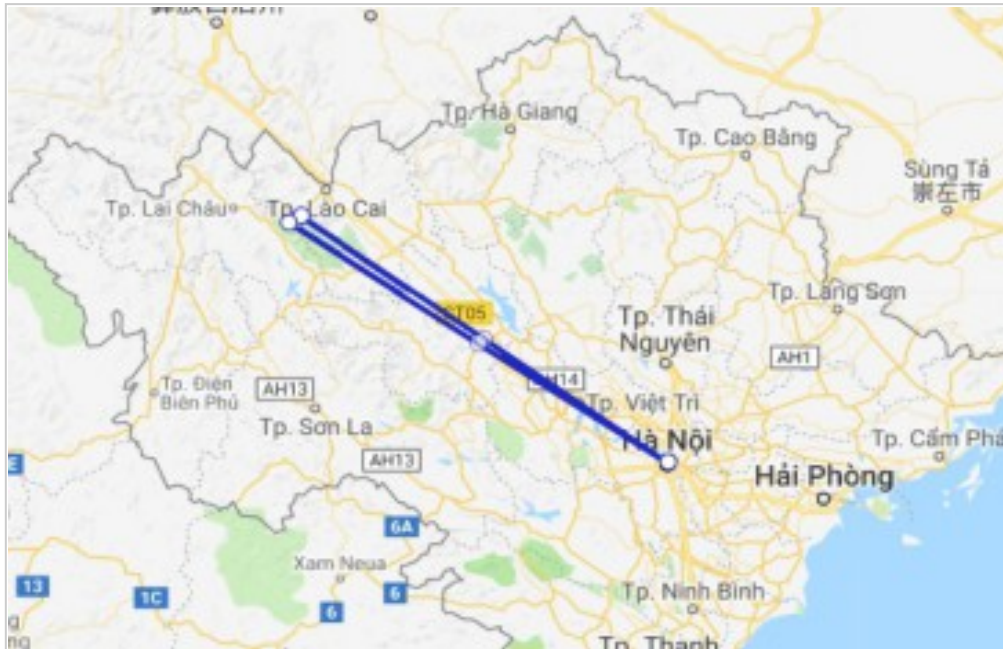 Tp. Hà Giang
Tp. Cao Bằng
Sùng Tả
崇左市
Tp. Lai Châu
Tp. Lào Cai
Tp. Lạng Sơn
CT05
Tp. Thái
Nguyên
AH1
AH14
Tp. Điện
Biên Phủ
AH13
Tp. Sơn La
Tp. Việt Trì
Hà Nội
Tp. Cẩm Phả
AH13
Hải Phòng
6A
Xam Neua
13
1C
6
6
Tp. Ninh Bình
Tp. Thanh